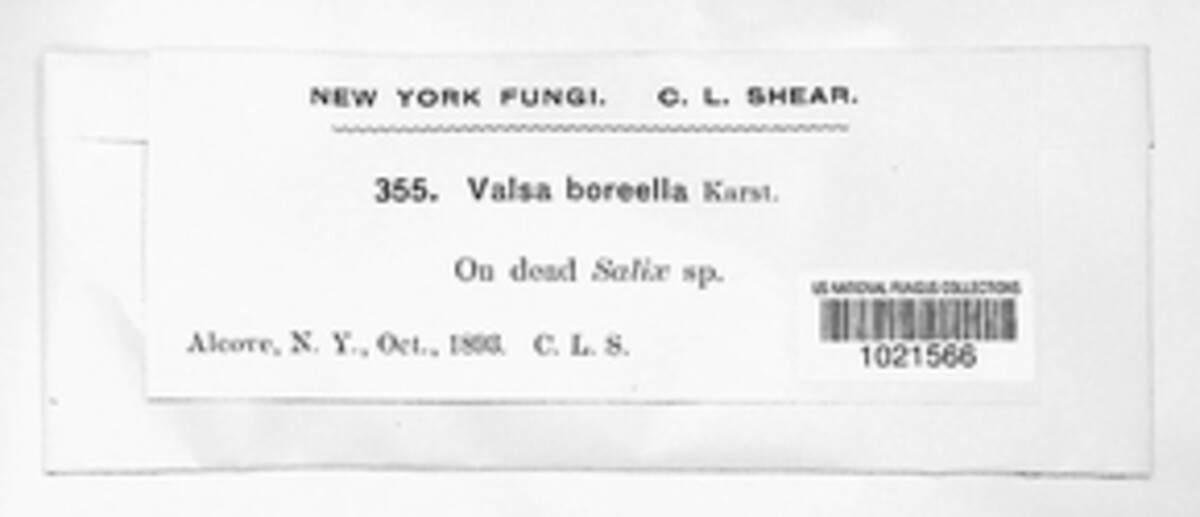 NEW YORK FUNGI. C. L. SHEAR.
355. Valsa boreella Karst.
On dead Salix sp.
US NATIONAL FUNGUS COLLECTIONS
Alcove, N. Y., Oct., 1893. C. L. S.
1021566